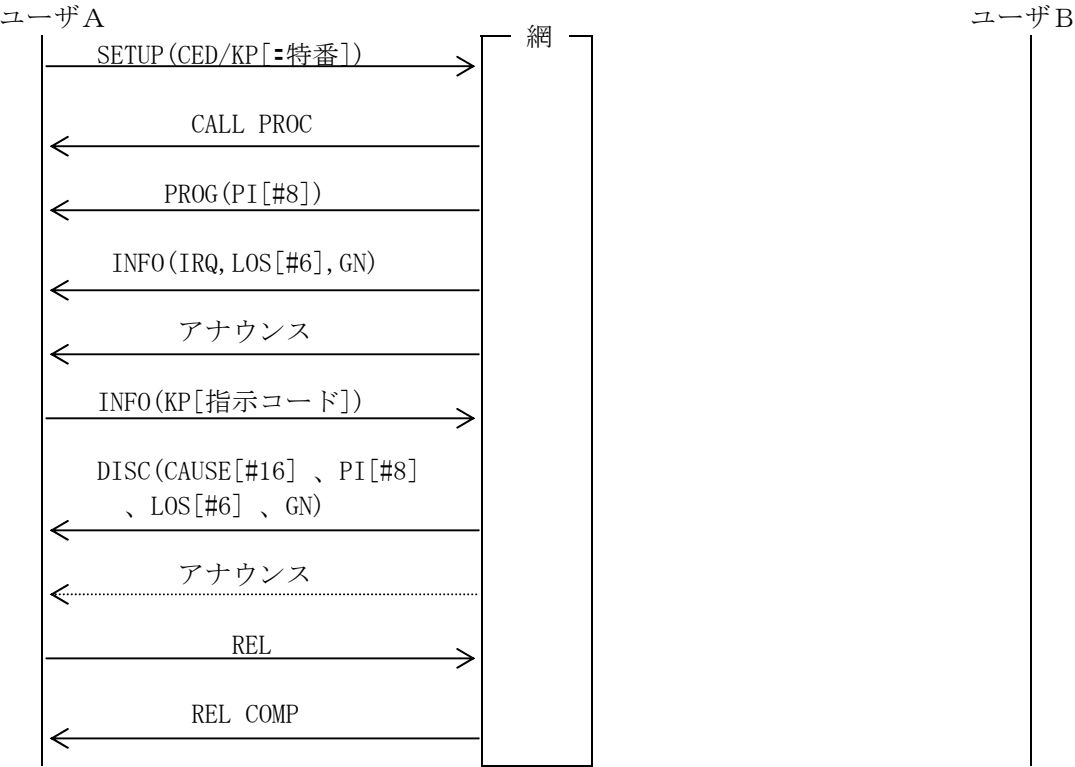 ユーザA
ユーザB
網
SETUP(CED/KP[:特番])
CALL PROC
PROG(PI[#8])
INFO(IRQ,LOS[#6],GN)
アナウンス
INFO(KP[指示コード])
DISC(CAUSE[#16] 、PI[#8]
、LOS[#6] 、GN)
アナウンス
REL
REL COMP